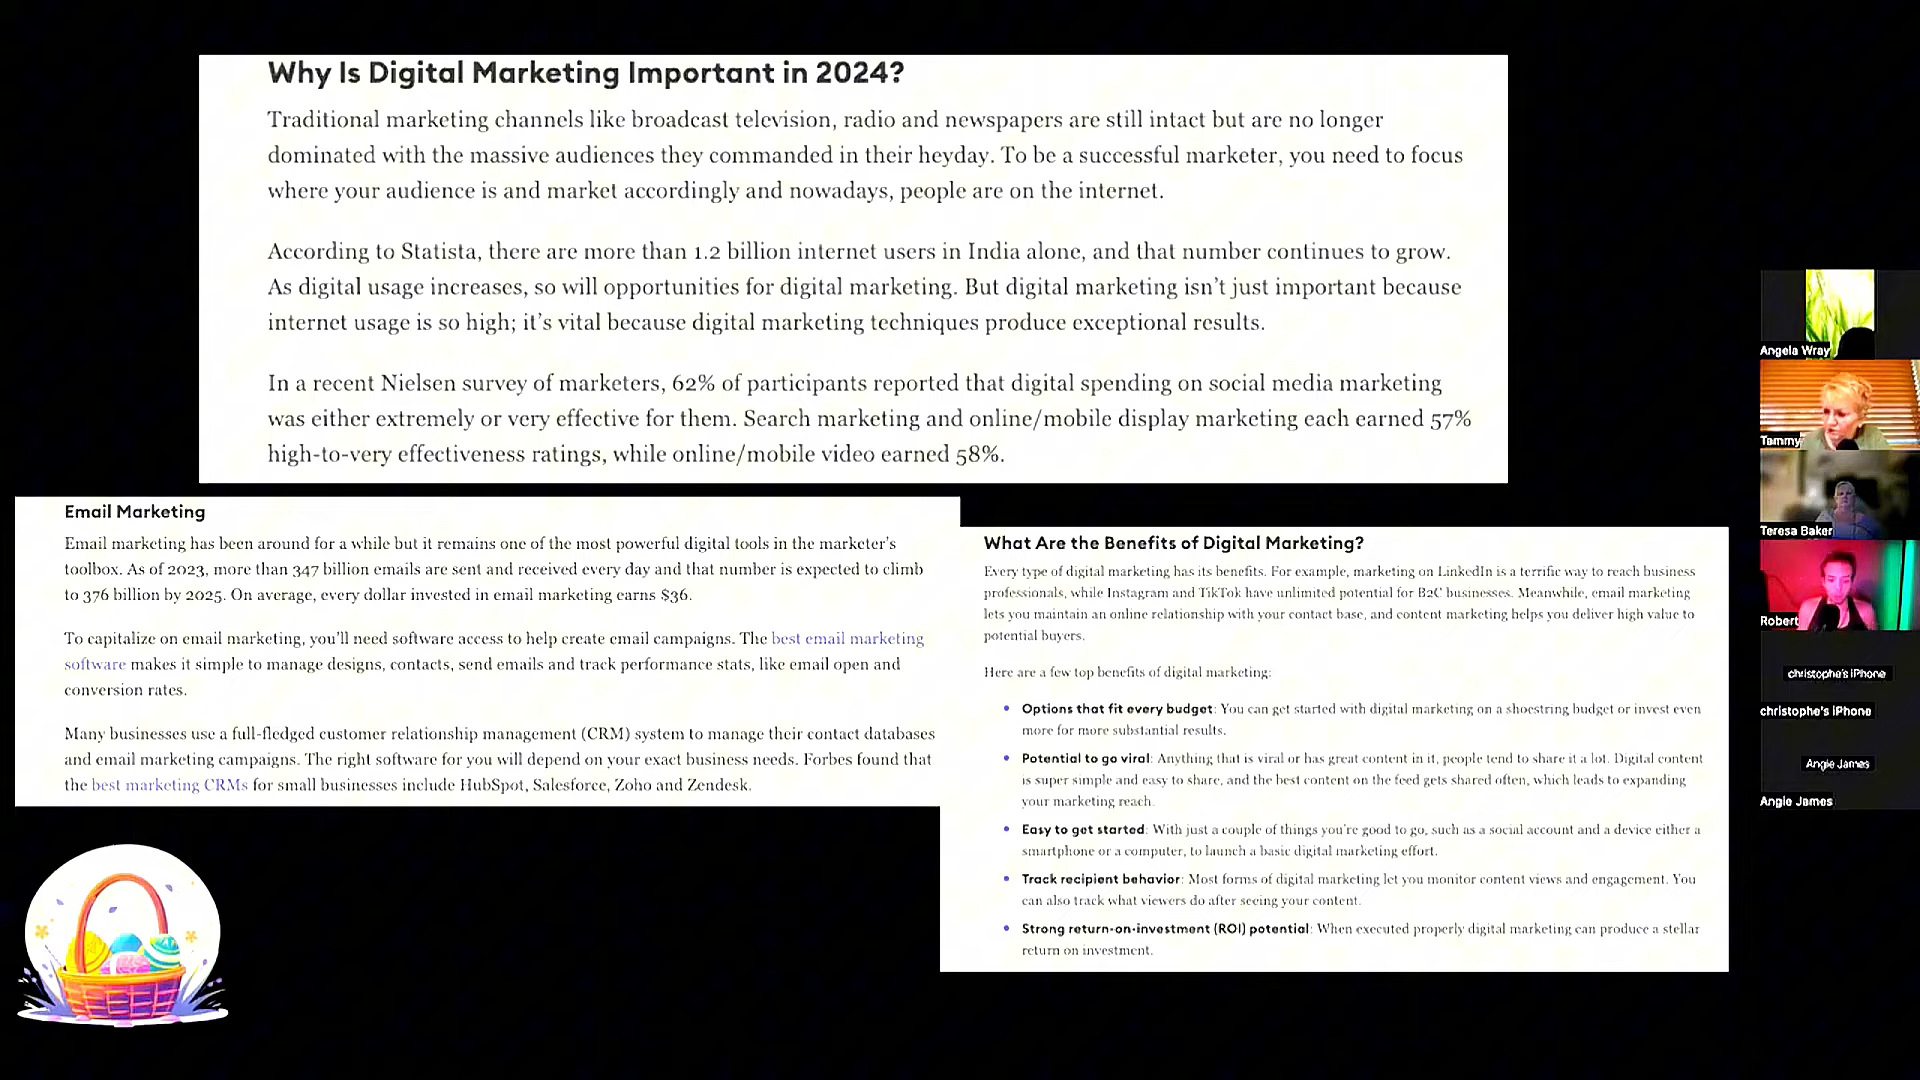 Why Is Digital Marketing Important in 2024?
Traditional marketing channels like broadcast television, radio and newspapers are still intact but are no longer
dominated with the massive audiences they commanded in their heyday. To be a successful marketer, you need to focus
where your audience is and market accordingly and nowadays, people are on the internet.
According to Statista, there are more than 1.2 billion internet users in India alone, and that number continues to grow.
As digital usage increases, so will opportunities for digital marketing. But digital marketing isn't just important because
internet usage is so high; it's vital because digital marketing techniques produce exceptional results.
In a recent Nielsen survey of marketers, 62% of participants reported that digital spending on social media marketing
was either extremely or very effective for them. Search marketing and online/mobile display marketing each earned 57%
high-to-very effectiveness ratings, while online/mobile video earned 58%.
Email Marketing
Email marketing has been around for a while but it remains one of the most powerful digital tools in the marketer's
toolbox. As of 2023, more than 347 billion emails are sent and received every day and that number is expected to climb
to 376 billion by 2025. On average, every dollar invested in email marketing earns $36.
To capitalize on email marketing, you'll need software access to help create email campaigns. The best email marketing
software makes it simple to manage designs, contacts, send emails and track performance stats, like email open and
conversion rates.
Many businesses use a full-fledged customer relationship management (CRM) system to manage their contact databases
and email marketing campaigns. The right software for you will depend on your exact business needs. Forbes found that
the best marketing CRMs for small businesses include HubSpot, Salesforce, Zoho and Zendesk.
What Are the Benefits of Digital Marketing?
Every type of digital marketing has its benefits. For example, marketing on LinkedIn is a terrific way to reach business
professionals, while Instagram and TikTok have unlimited potential for B2C businesses. Meanwhile, email marketing
lets you maintain an online relationship with your contact base, and content marketing helps you deliver high value to
potential buyers.
Here are a few top benefits of digital marketing:
• Options that fit every budget: You can get started with digital marketing on a shoestring budget or invest even
more for more substantial results.
• Potential to go viral: Anything that is viral or has great content in it, people tend to share it a lot. Digital content
is super simple and easy to share, and the best content on the feed gets shared often, which leads to expanding
your marketing reach.
• Easy to get started: With just a couple of things you're good to go, such as a social account and a device either a
smartphone or a computer, to launch a basic digital marketing effort.
• Track recipient behavior: Most forms of digital marketing let you monitor content views and engagement. You
can also track what viewers do after seeing your content.
• Strong return-on-investment (ROI) potential: When executed properly digital marketing can produce a stellar
return on investment.
Angela Wray
Tammy
Teresa Baker
Robert
christophe's iPhone
christophe's iPhone
Angie James
Angie James